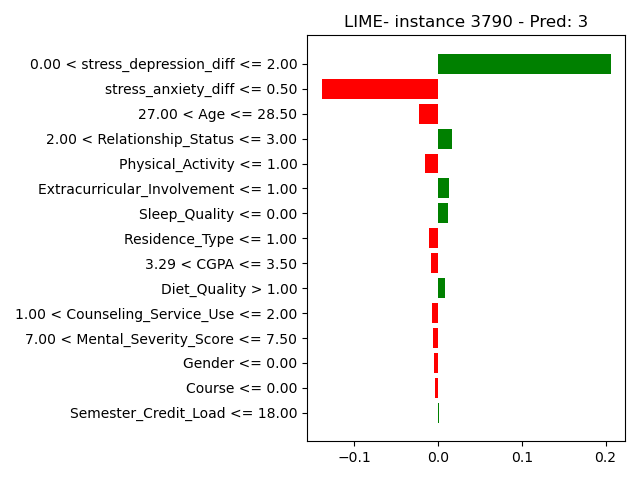 LIME- instance 3790 - Pred: 3
0.00 < stress_depression_diff <= 2.00
stress_anxiety_diff <= 0.50
27.00 < Age <= 28.50
2.00 < Relationship_Status <= 3.00
Physical_Activity <= 1.00
Extracurricular_Involvement <= 1.00
Sleep_Quality <= 0.00
Residence_Type <= 1.00
3.29 < CGPA <= 3.50
Diet_Quality > 1.00
1.00 < Counseling_Service_Use <= 2.00
7.00 < Mental_Severity_Score <= 7.50
Gender <= 0.00
Course <= 0.00
Semester_Credit_Load <= 18.00
−0.1 0.0 0.1 0.2